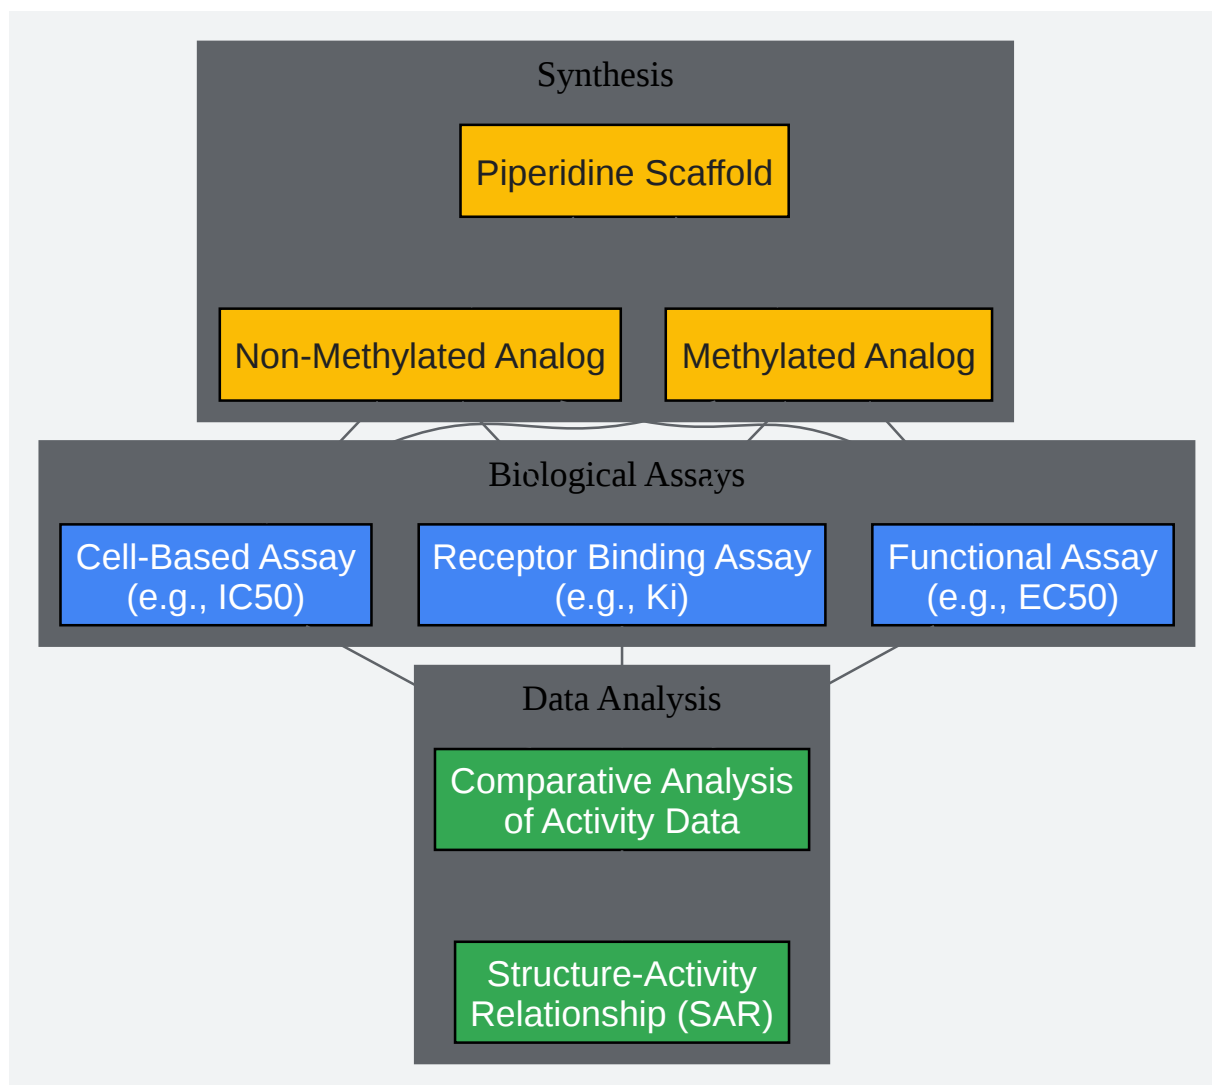 Synthesis
Piperidine Scaffold
Non-Methylated Analog
Methylated Analog
Biological Assays
Cell-Based Assay
(e.g., IC50)
Receptor Binding Assay
(e.g., Ki)
Functional Assay
(e.g., EC50)
Data Analysis
Comparative Analysis
of Activity Data
Structure-Activity
Relationship (SAR)